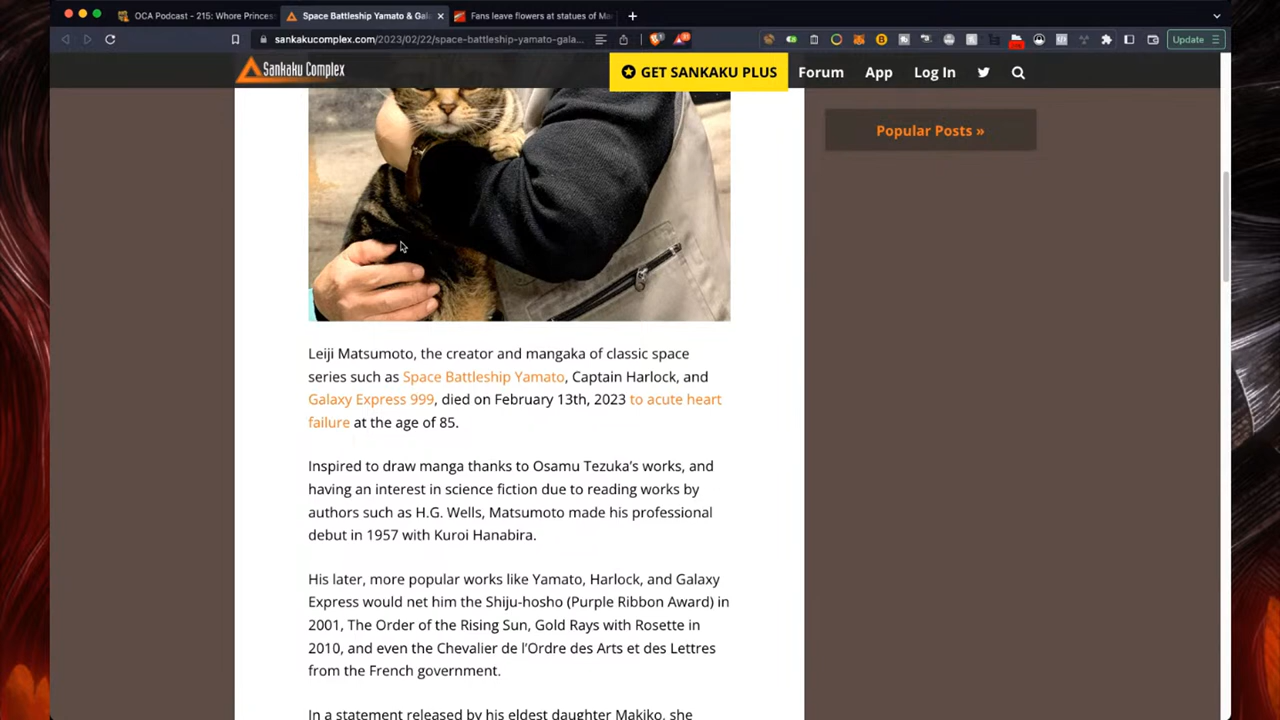 OCA Podcast - 215: Whore Princes
Space Battleship Yamato & Gal
Fans leave flowers at statues of Ma
sankakucomplex.com/2023/02/22/space-battleship-yamato-gala...
Update
Sankaku Complex
GET SANKAKU PLUS
Forum
App
Log In
Popular Posts »
Leiji Matsumoto, the creator and mangaka of classic space
series such as Space Battleship Yamato, Captain Harlock, and
Galaxy Express 999, died on February 13th, 2023 to acute heart
failure at the age of 85.
Inspired to draw manga thanks to Osamu Tezuka's works, and
having an interest in science fiction due to reading works by
authors such as H.G. Wells, Matsumoto made his professional
debut in 1957 with Kuroi Hanabira.
His later, more popular works like Yamato, Harlock, and Galaxy
Express would net him the Shiju-hosho (Purple Ribbon Award) in
2001, The Order of the Rising Sun, Gold Rays with Rosette in
2010, and even the Chevalier de l'Ordre des Arts et des Lettres
from the French government.
In a statement released by his eldest daughter Makiko, she